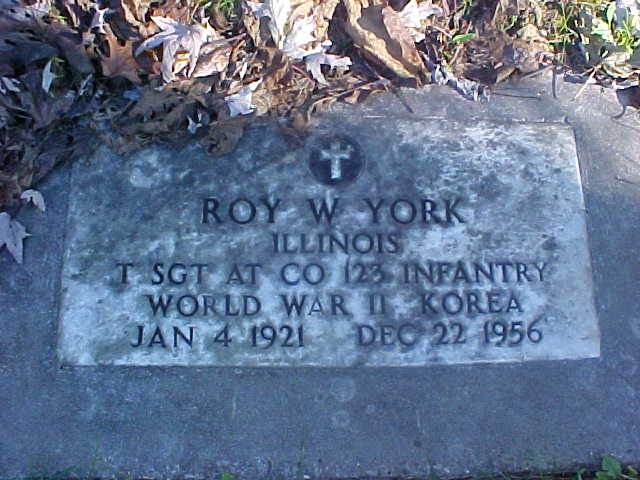 ROY W YORK
ILLINOIS
T SGT AT CO 123 INFANTRY
WORLD WAR II KOREA
JAN 4 1921 DEC 22 1956